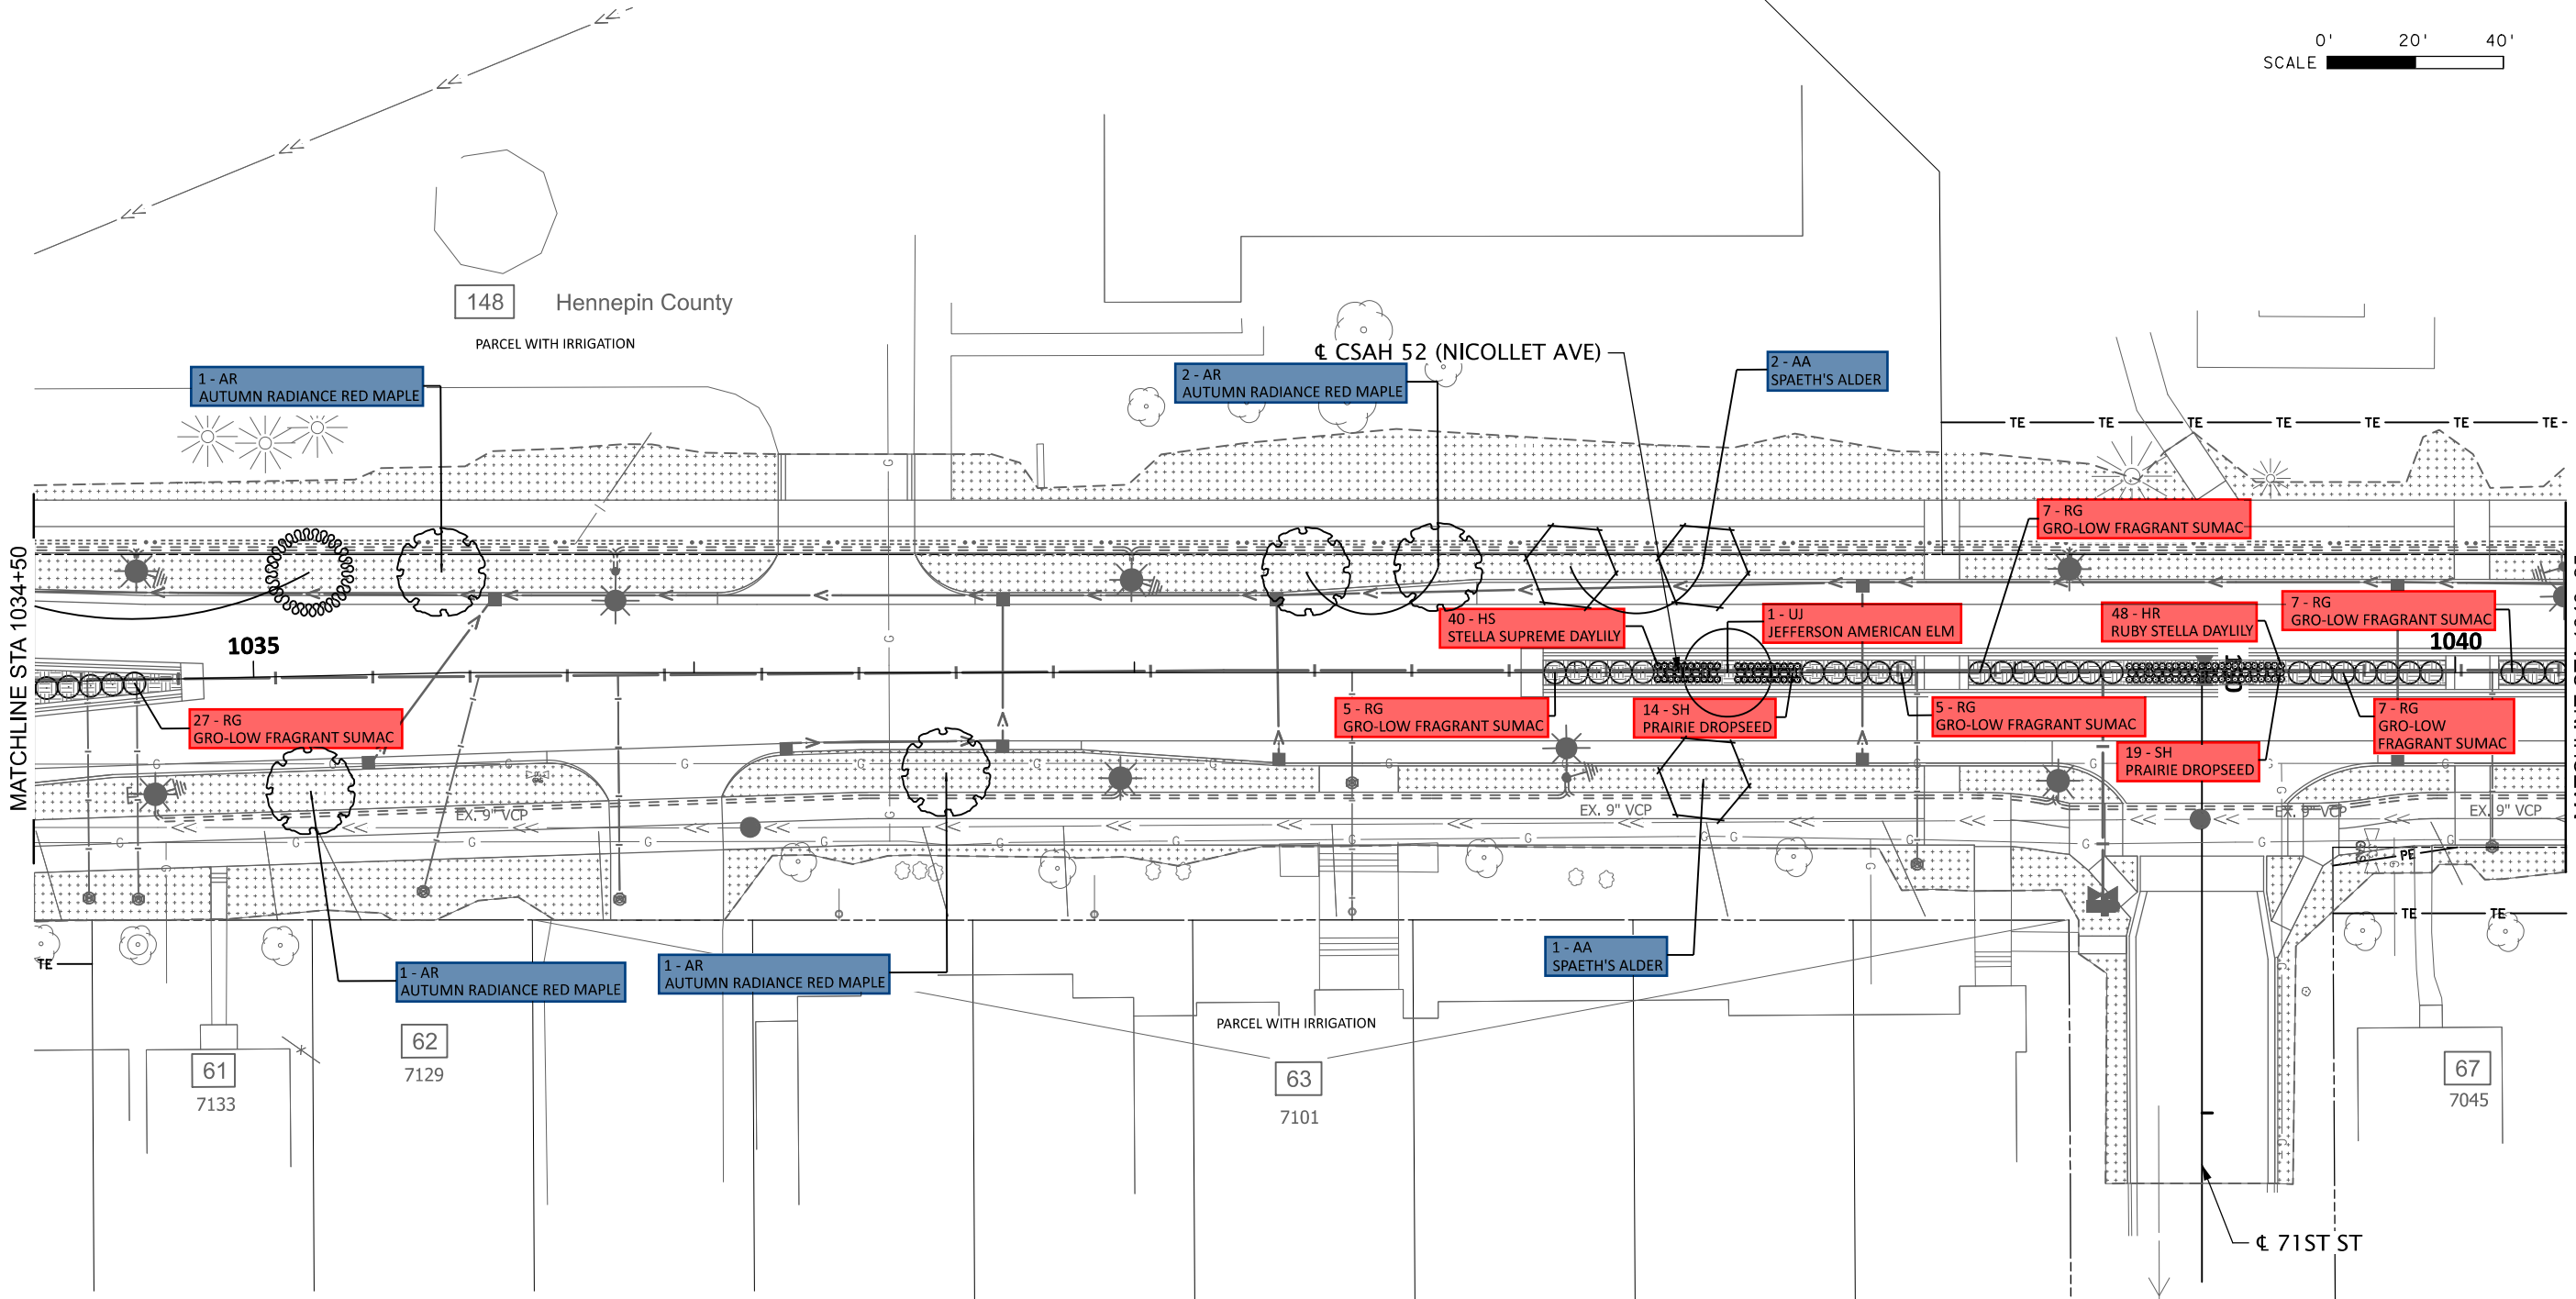 0' 20' 40'
SCALE
148 Hennepin County
PARCEL WITH IRRIGATION
℄ CSAH 52 (NICOLLET AVE)
1 - AR
AUTUMN RADIANCE RED MAPLE
2 - AR
AUTUMN RADIANCE RED MAPLE
2 - AA
SPAETH'S ALDER
TE TE TE TE TE TE TE
G
7 - RG
GRO-LOW FRAGRANT SUMAC
MATCHLINE STA 1034+50
1035
40 - HS
STELLA SUPREME DAYLILY
1 - UJ
JEFFERSON AMERICAN ELM
48 - HR
RUBY STELLA DAYLILY
7 - RG
GRO-LOW FRAGRANT SUMAC
1040
G
27 - RG
GRO-LOW FRAGRANT SUMAC
5 - RG
GRO-LOW FRAGRANT SUMAC
14 - SH
PRAIRIE DROPSEED
5 - RG
GRO-LOW FRAGRANT SUMAC
7 - RG
GRO-LOW
FRAGRANT SUMAC
19 - SH
PRAIRIE DROPSEED
G G G G G G G G
EX. 9" VCP
EX. 9" VCP
EX. 9" VCP
EX. 9" VCP
G G G G G G G G G G G
PE
TE TE
TE
1 - AR
AUTUMN RADIANCE RED MAPLE
1 - AR
AUTUMN RADIANCE RED MAPLE
1 - AA
SPAETH'S ALDER
PARCEL WITH IRRIGATION
61
7133
62
7129
63
7101
67
7045
℄ 71ST ST